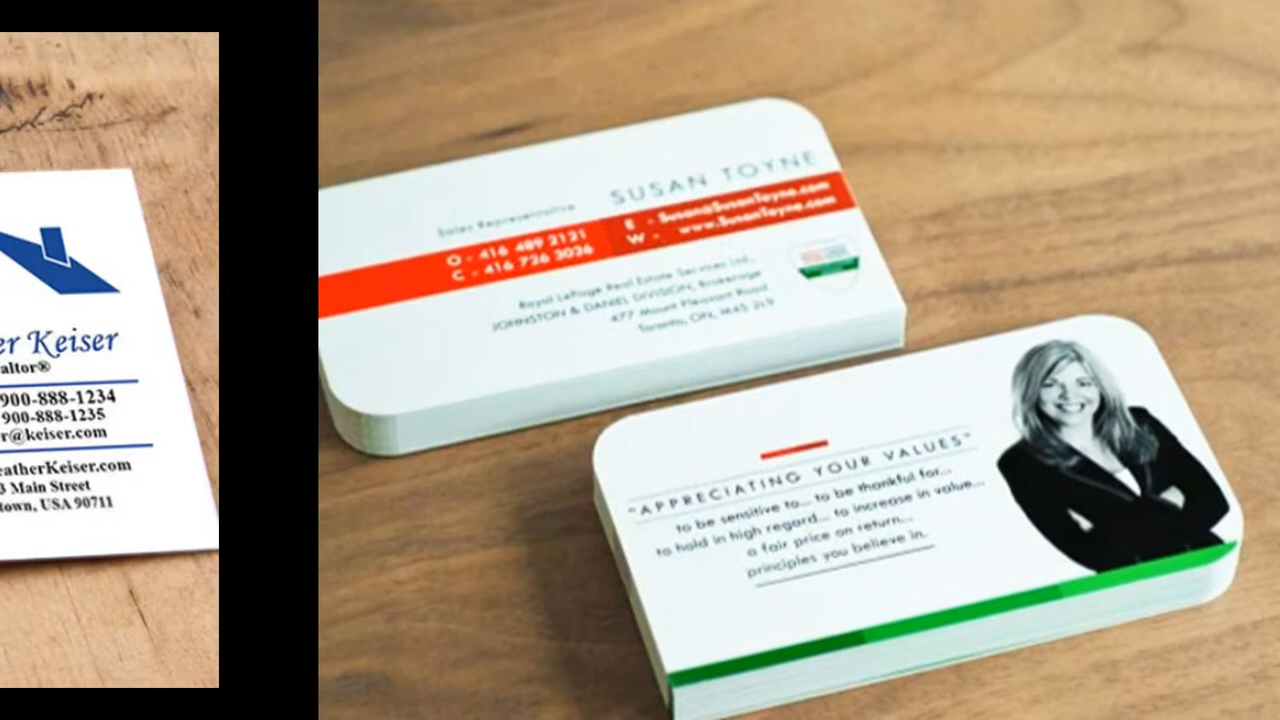 er Keiser
altor®
900-888-1234
900-888-1235
r@keiser.com
eatherKeiser.com
3 Main Street
town, USA 90711
SUSAN TOYNE
Sales Representative
O - 416 489 2121
C - 416 726 3026
E - Susan@SusanToyne.com
W - www.SusanToyne.com
Royal LePage Real Estate Services Ltd.,
JOHNSTON & DANIEL DIVISION, Brokerage
477 Mount Pleasant Road
Toronto, ON, M4S 2L9
"APPRECIATING YOUR VALUES"
to be sensitive to... to be thankful for...
to hold in high regard... to increase in value...
a fair price on return...
principles you believe in.